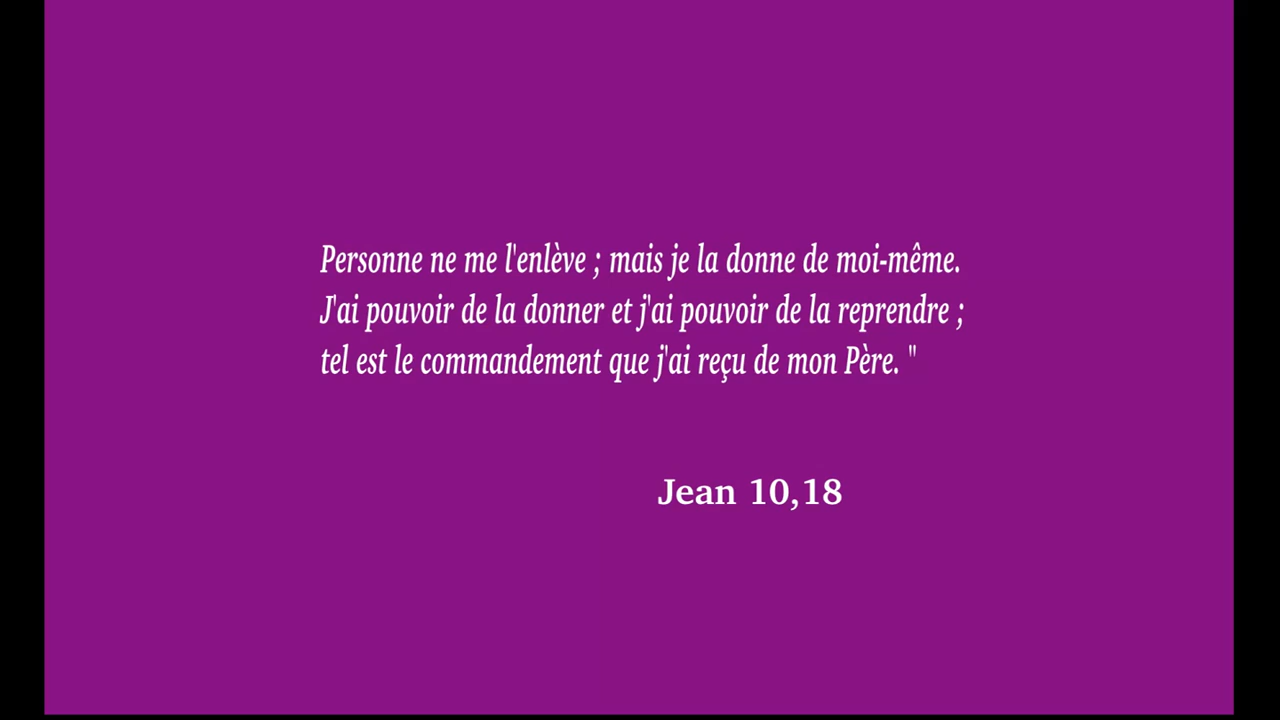 Personne ne me l'enlève ; mais je la donne de moi-même.
J'ai pouvoir de la donner et j'ai pouvoir de la reprendre ;
tel est le commandement que j'ai reçu de mon Père. "
Jean 10,18